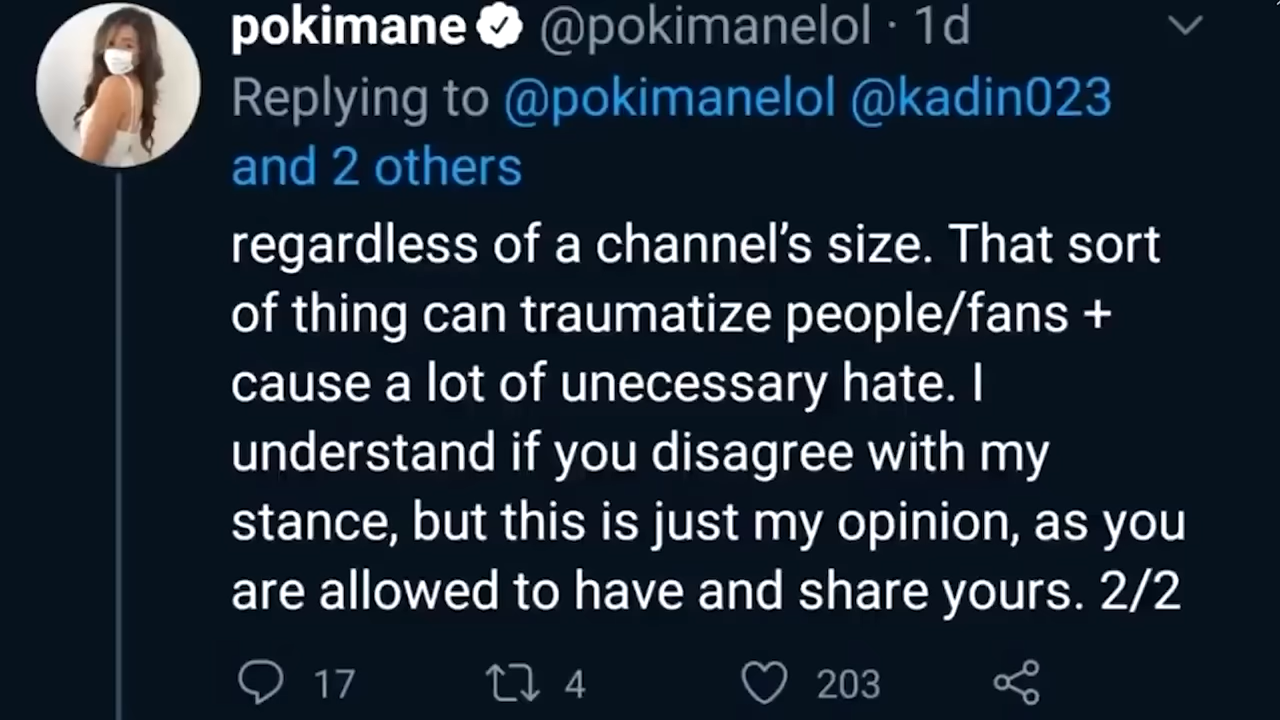 pokimane @pokimanelol · 1d
Replying to @pokimanelol @kadin023
and 2 others
regardless of a channel’s size. That sort
of thing can traumatize people/fans +
cause a lot of unecessary hate. I
understand if you disagree with my
stance, but this is just my opinion, as you
are allowed to have and share yours. 2/2
17 4 203